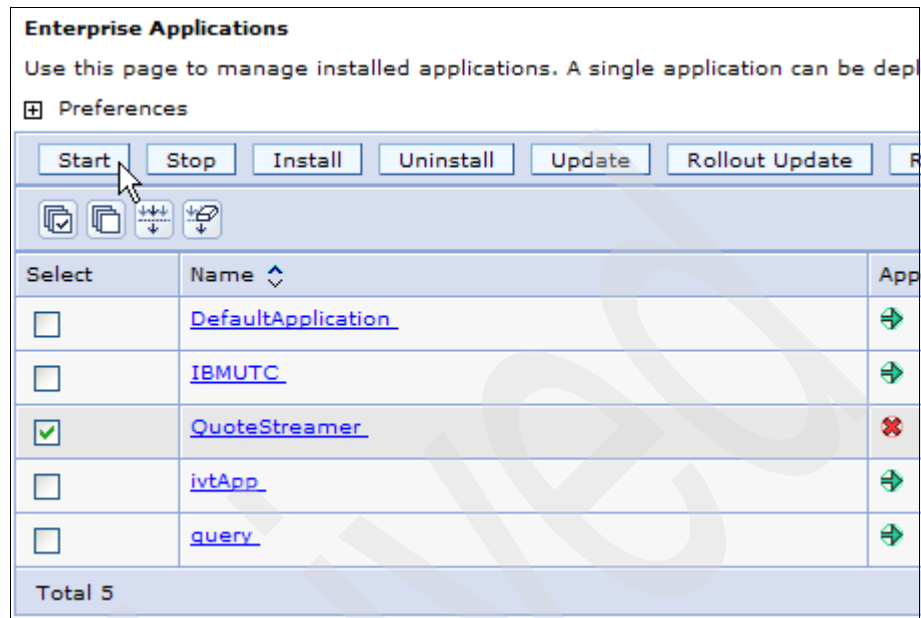 Enterprise Applications
Use this page to manage installed applications. A single application can be depl
Preferences
Start Stop Install Uninstall Update Rollout Update R
Select Name App
DefaultApplication
IBMUTC
QuoteStreamer
ivtApp
query
Total 5